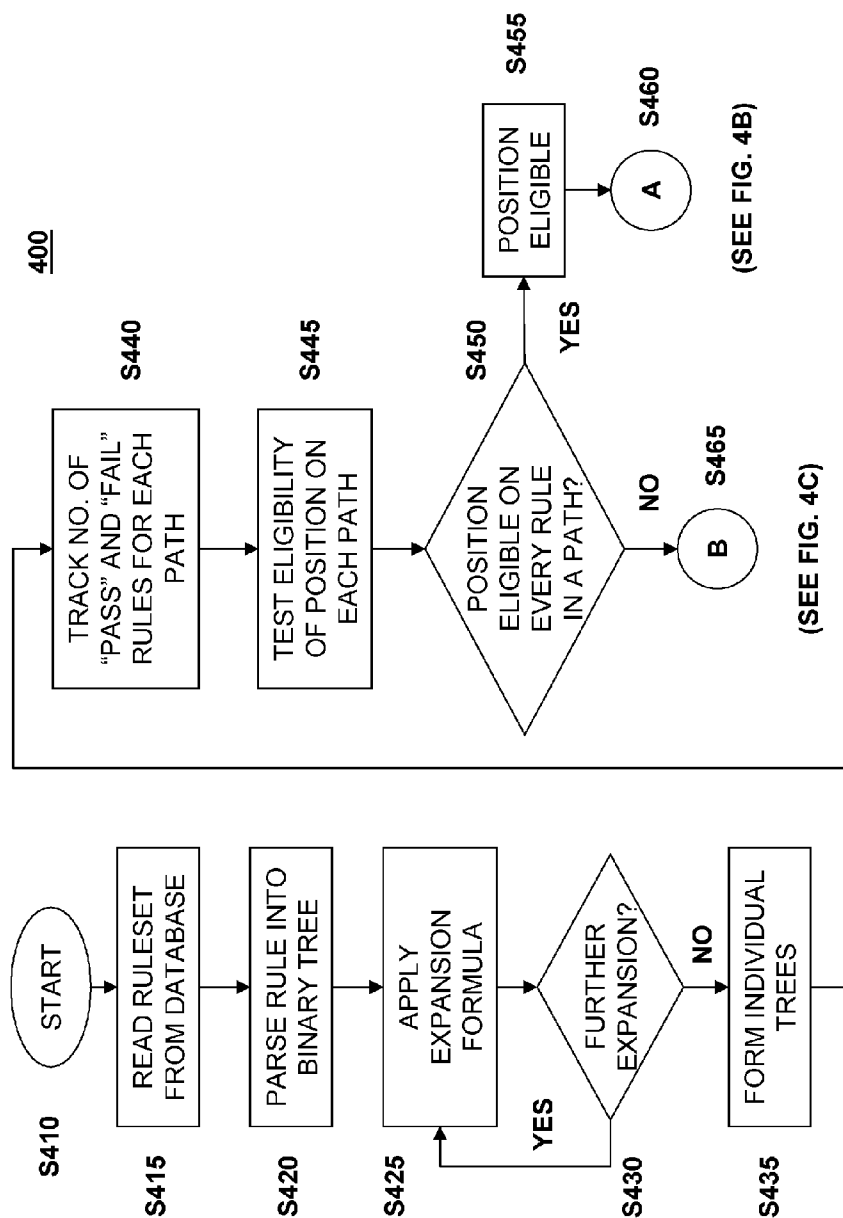 400
S410
START
S415
READ RULESET
FROM DATABASE
S420
PARSE RULE INTO
BINARY TREE
S425
APPLY
EXPANSION
FORMULA
S430
FURTHER
EXPANSION?
YES
NO
S435
FORM INDIVIDUAL
TREES
S440
TRACK NO. OF
“PASS” AND “FAIL”
RULES FOR EACH
PATH
S445
TEST ELIGIBILITY
OF POSITION ON
EACH PATH
S450
POSITION
ELIGIBLE ON
EVERY RULE
IN A PATH?
YES
S455
POSITION
ELIGIBLE
A
S460
(SEE FIG. 4B)
NO
B
S465
(SEE FIG. 4C)